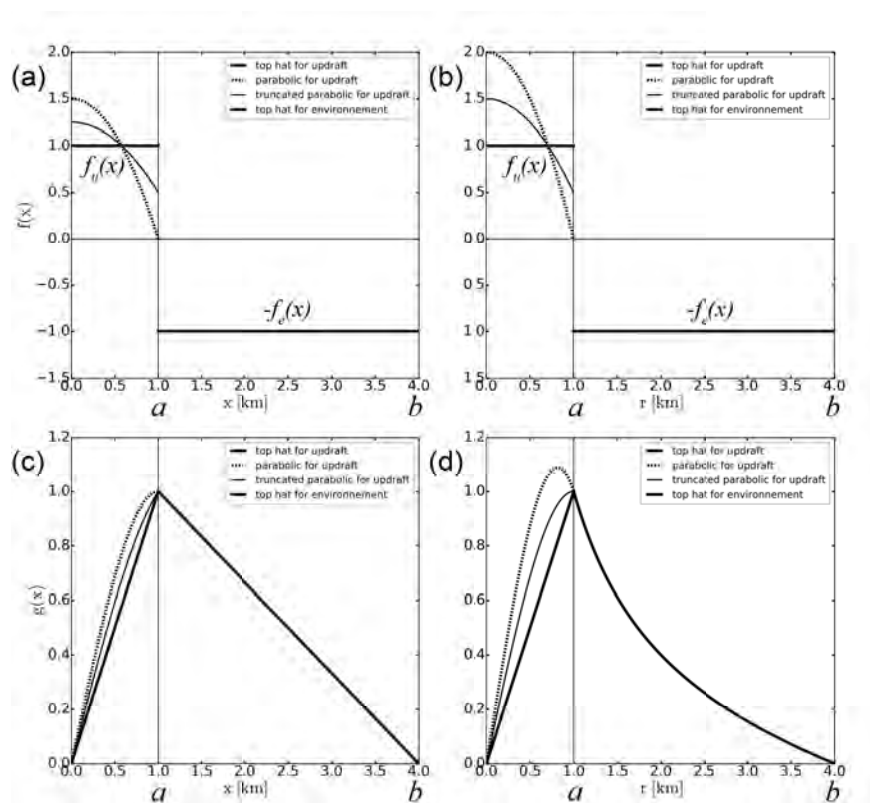 (a)
2.0
1.5
1.0
0.5
0.0
0 5
−1.0
−1.5
f(x)
top hat for updraft
parabolic for updraft
truncated parabolic for updraft
top hat for environnement
f_u(x)
-f_e(x)
0.0 0.5 1.0 1.5 2.0 2.5 3.0 3.5 4.0
a x [km] b
(b)
2.0
1.5
1.0
0.5
0.0
0 5
1 0
1 5
top hat for updraft
parabolic for updraft
truncated parabolic for updraft
top hat for environnement
f_u(x)
-f_e(x)
0.0 0.5 1.0 1.5 2.0 2.5 3.0 3.5 4.0
a r [km] b
(c)
1.2
1.0
0.8
0.6
0.4
0.2
0.0
g(x)
top hat for updraft
parabolic for updraft
truncated parabolic for updraft
top hat for environnement
0.0 0.5 1.0 1.5 2.0 2.5 3.0 3.5 4.0
a x [km] b
(d)
1.2
1.0
0.8
0.6
0.4
0.2
0.0
top hat for updraft
parabolic for updraft
truncated parabolic for updraft
top hat for environnement
0.0 0.5 1.0 1.5 2.0 2.5 3.0 3.5 4.0
a r [km] b